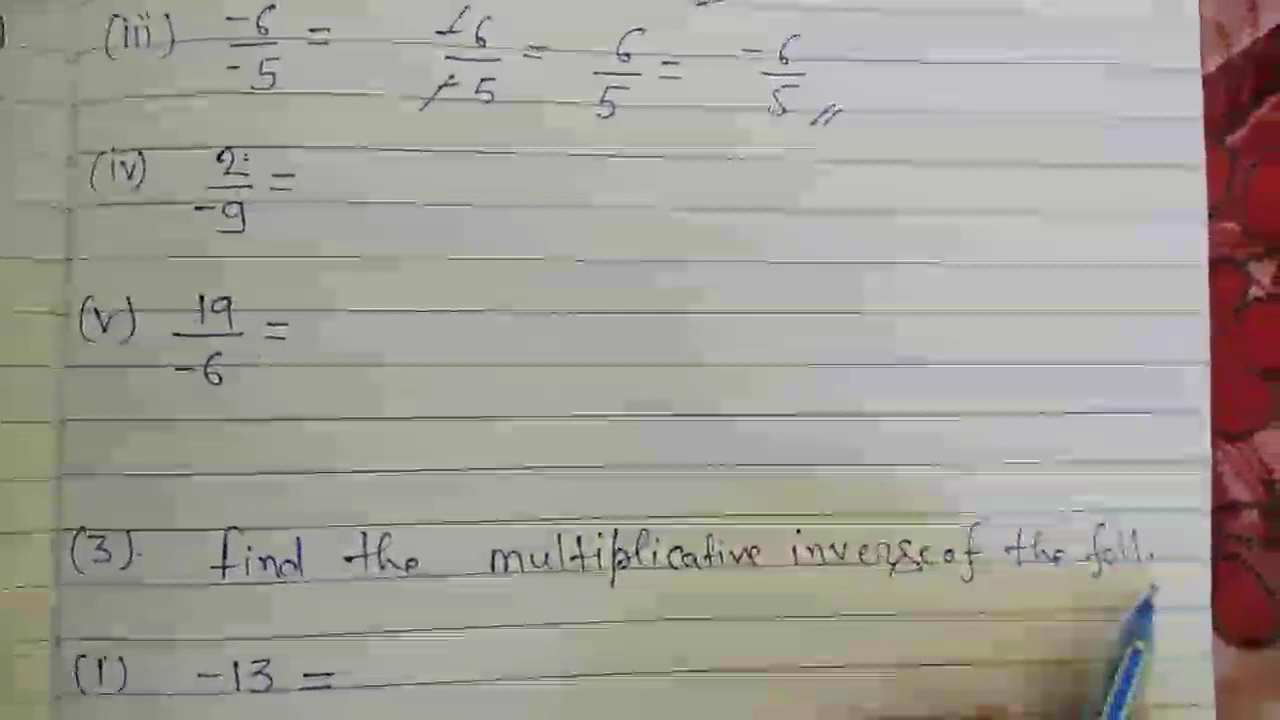 (iii) -6/-5 = -6/-5 = 6/5 = -6/5 //
(iv) 2/-9 =
(v) 19/-6 =
(3). find the multiplicative inverse of the foll.
(i) -13 =